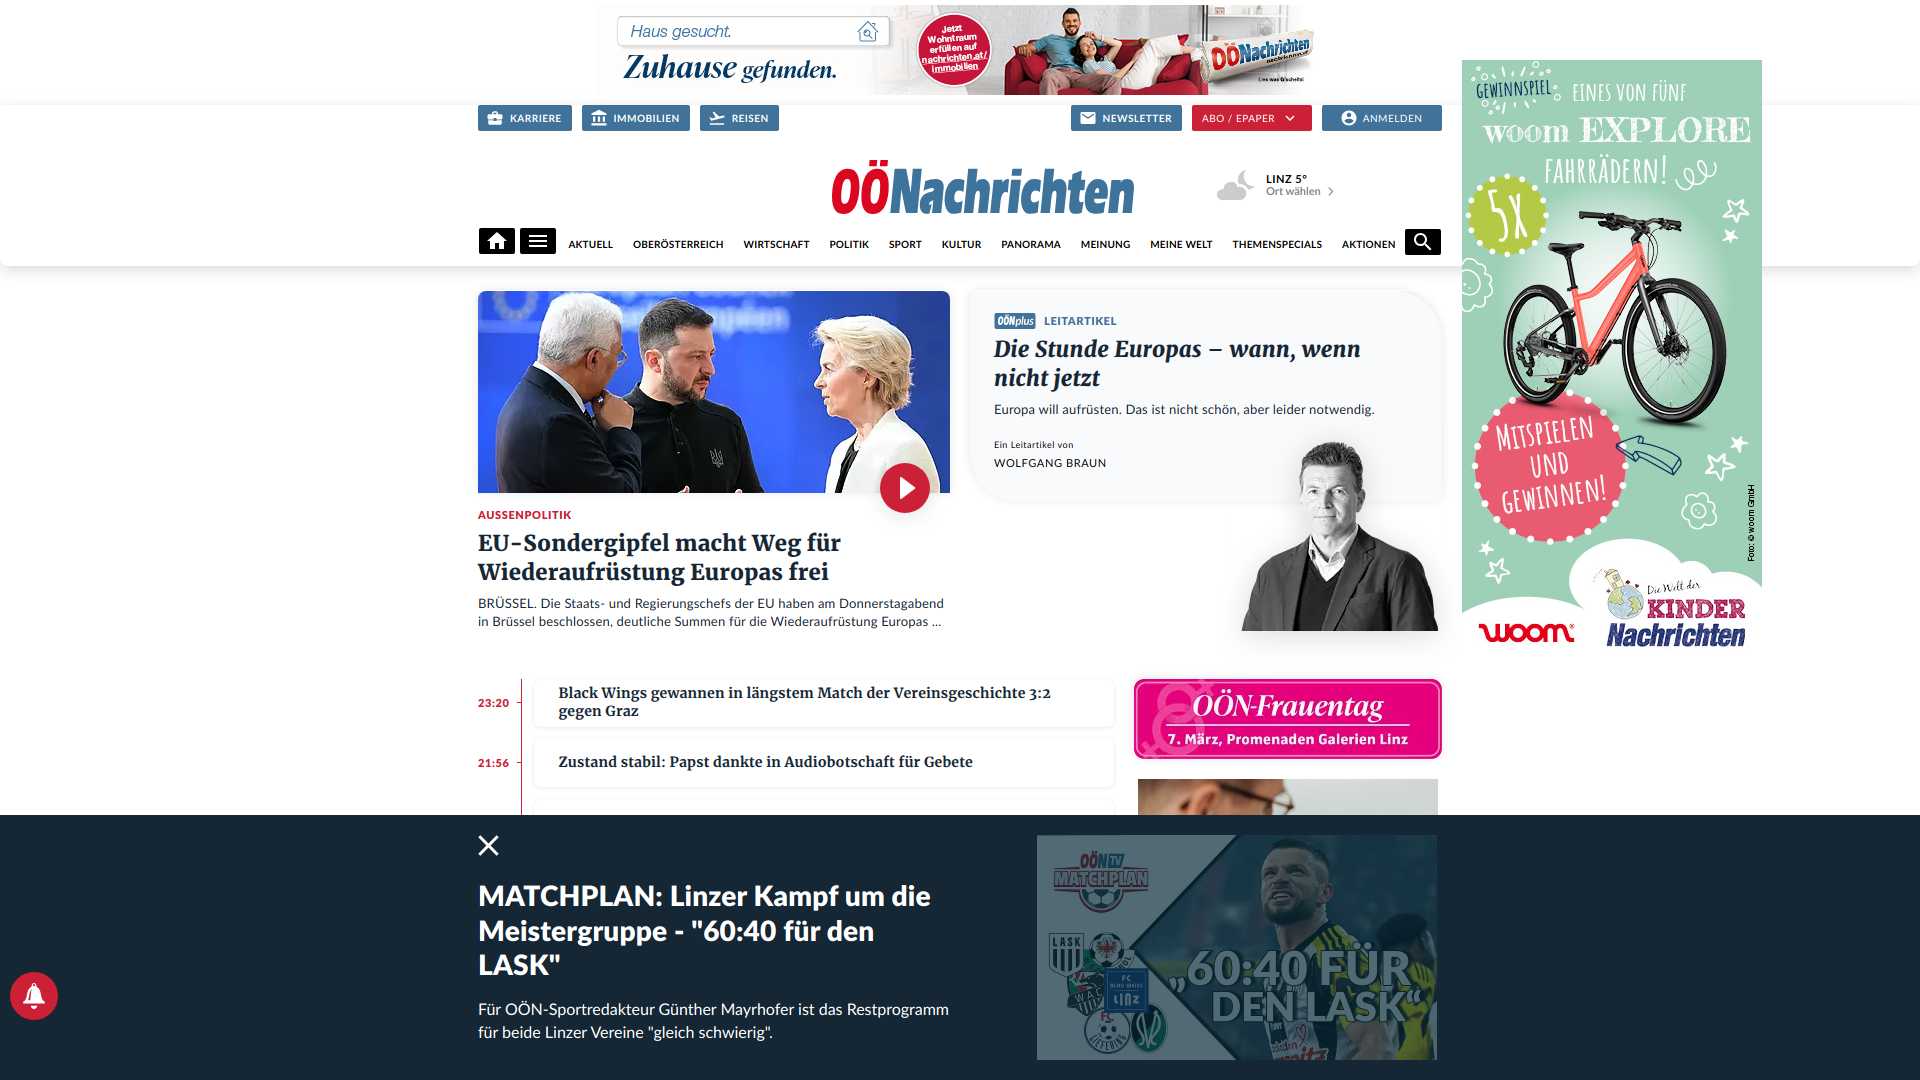 Haus gesucht.
Zuhause gefunden.
Jetzt
Wohntraum
erfüllen auf
nachrichten.at/
immobilien
OÖNachrichten
Lies was G'scheits!
KARRIERE
IMMOBILIEN
REISEN
NEWSLETTER
ABO / EPAPER
ANMELDEN
OÖNachrichten
LINZ 5°
Ort wählen
AKTUELL
OBERÖSTERREICH
WIRTSCHAFT
POLITIK
SPORT
KULTUR
PANORAMA
MEINUNG
MEINE WELT
THEMENSPECIALS
AKTIONEN
GEWINNSPIEL
EINES VON FÜNF
woom EXPLORE
FAHRRÄDERN!
5X
MITSPIELEN
UND
GEWINNEN!
Foto: © woom GmbH
woom
Die Welt der
KINDER
Nachrichten
AUSSENPOLITIK
EU-Sondergipfel macht Weg für
Wiederaufrüstung Europas frei
BRÜSSEL. Die Staats- und Regierungschefs der EU haben am Donnerstagabend
in Brüssel beschlossen, deutliche Summen für die Wiederaufrüstung Europas ...
OÖNplus LEITARTIKEL
Die Stunde Europas – wann, wenn
nicht jetzt
Europa will aufrüsten. Das ist nicht schön, aber leider notwendig.
Ein Leitartikel von
WOLFGANG BRAUN
23:20
Black Wings gewannen in längstem Match der Vereinsgeschichte 3:2
gegen Graz
21:56
Zustand stabil: Papst dankte in Audiobotschaft für Gebete
OÖN-Frauentag
7. März, Promenaden Galerien Linz
MATCHPLAN: Linzer Kampf um die
Meistergruppe - "60:40 für den
LASK"
Für OÖN-Sportredakteur Günther Mayrhofer ist das Restprogramm
für beide Linzer Vereine "gleich schwierig".
OÖN TV
MATCHPLAN
LASK
WAC
FC
BLAU WEISS
LINZ
FC
LIEFERING
„60:40 FÜR
DEN LASK“